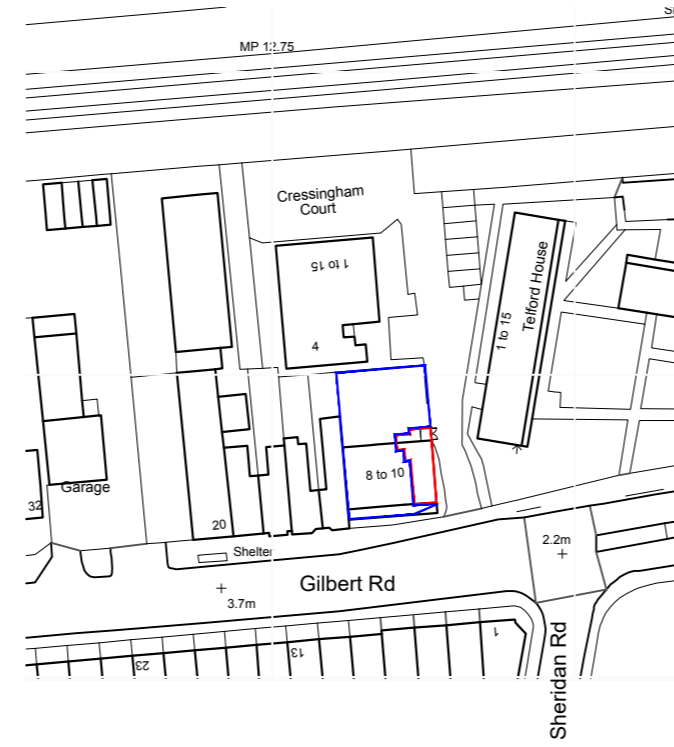 MP 12.75
Cressingham
Court
1 to 15
4
Telford House
1 to 15
8 to 10
Garage
32
20
Shelter
2.2m
Gilbert Rd
3.7m
23
13
1
Sheridan Rd